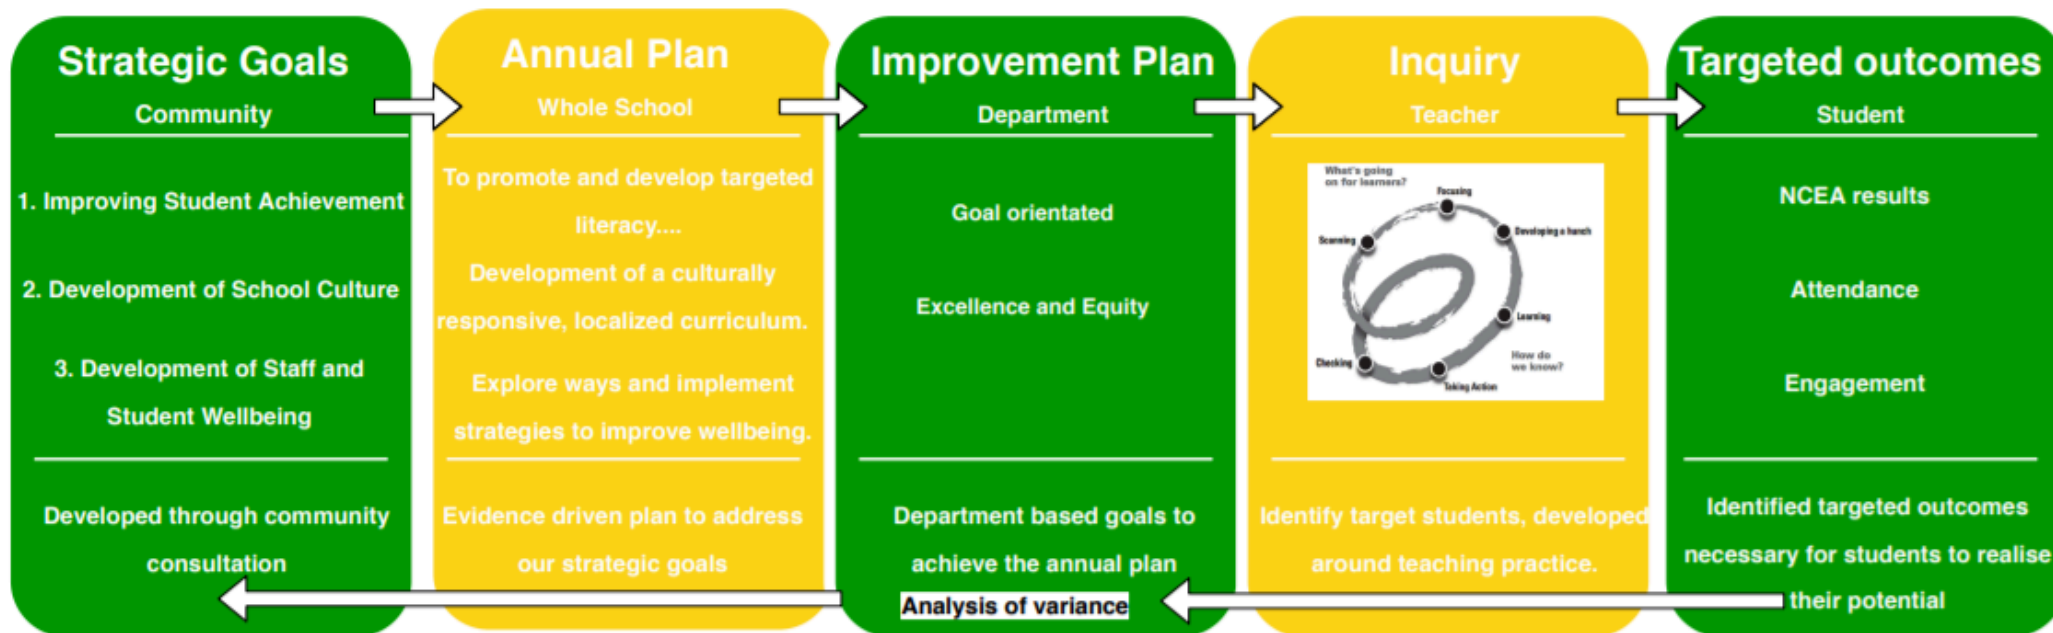 Strategic Goals
Community
1. Improving Student Achievement
2. Development of School Culture
3. Development of Staff and
Student Wellbeing
Developed through community
consultation
Annual Plan
Whole School
To promote and develop targeted
literacy....
Development of a culturally
responsive, localized curriculum.
Explore ways and implement
strategies to improve wellbeing.
Evidence driven plan to address
our strategic goals
Improvement Plan
Department
Goal orientated
Excellence and Equity
Department based goals to
achieve the annual plan
Analysis of variance
Inquiry
Teacher
What's going
on for learners?
Focusing
Developing a hunch
Scanning
Learning
How do
we know?
Checking
Taking Action
Identify target students, developed
around teaching practice.
Targeted outcomes
Student
NCEA results
Attendance
Engagement
Identified targeted outcomes
necessary for students to realise
their potential